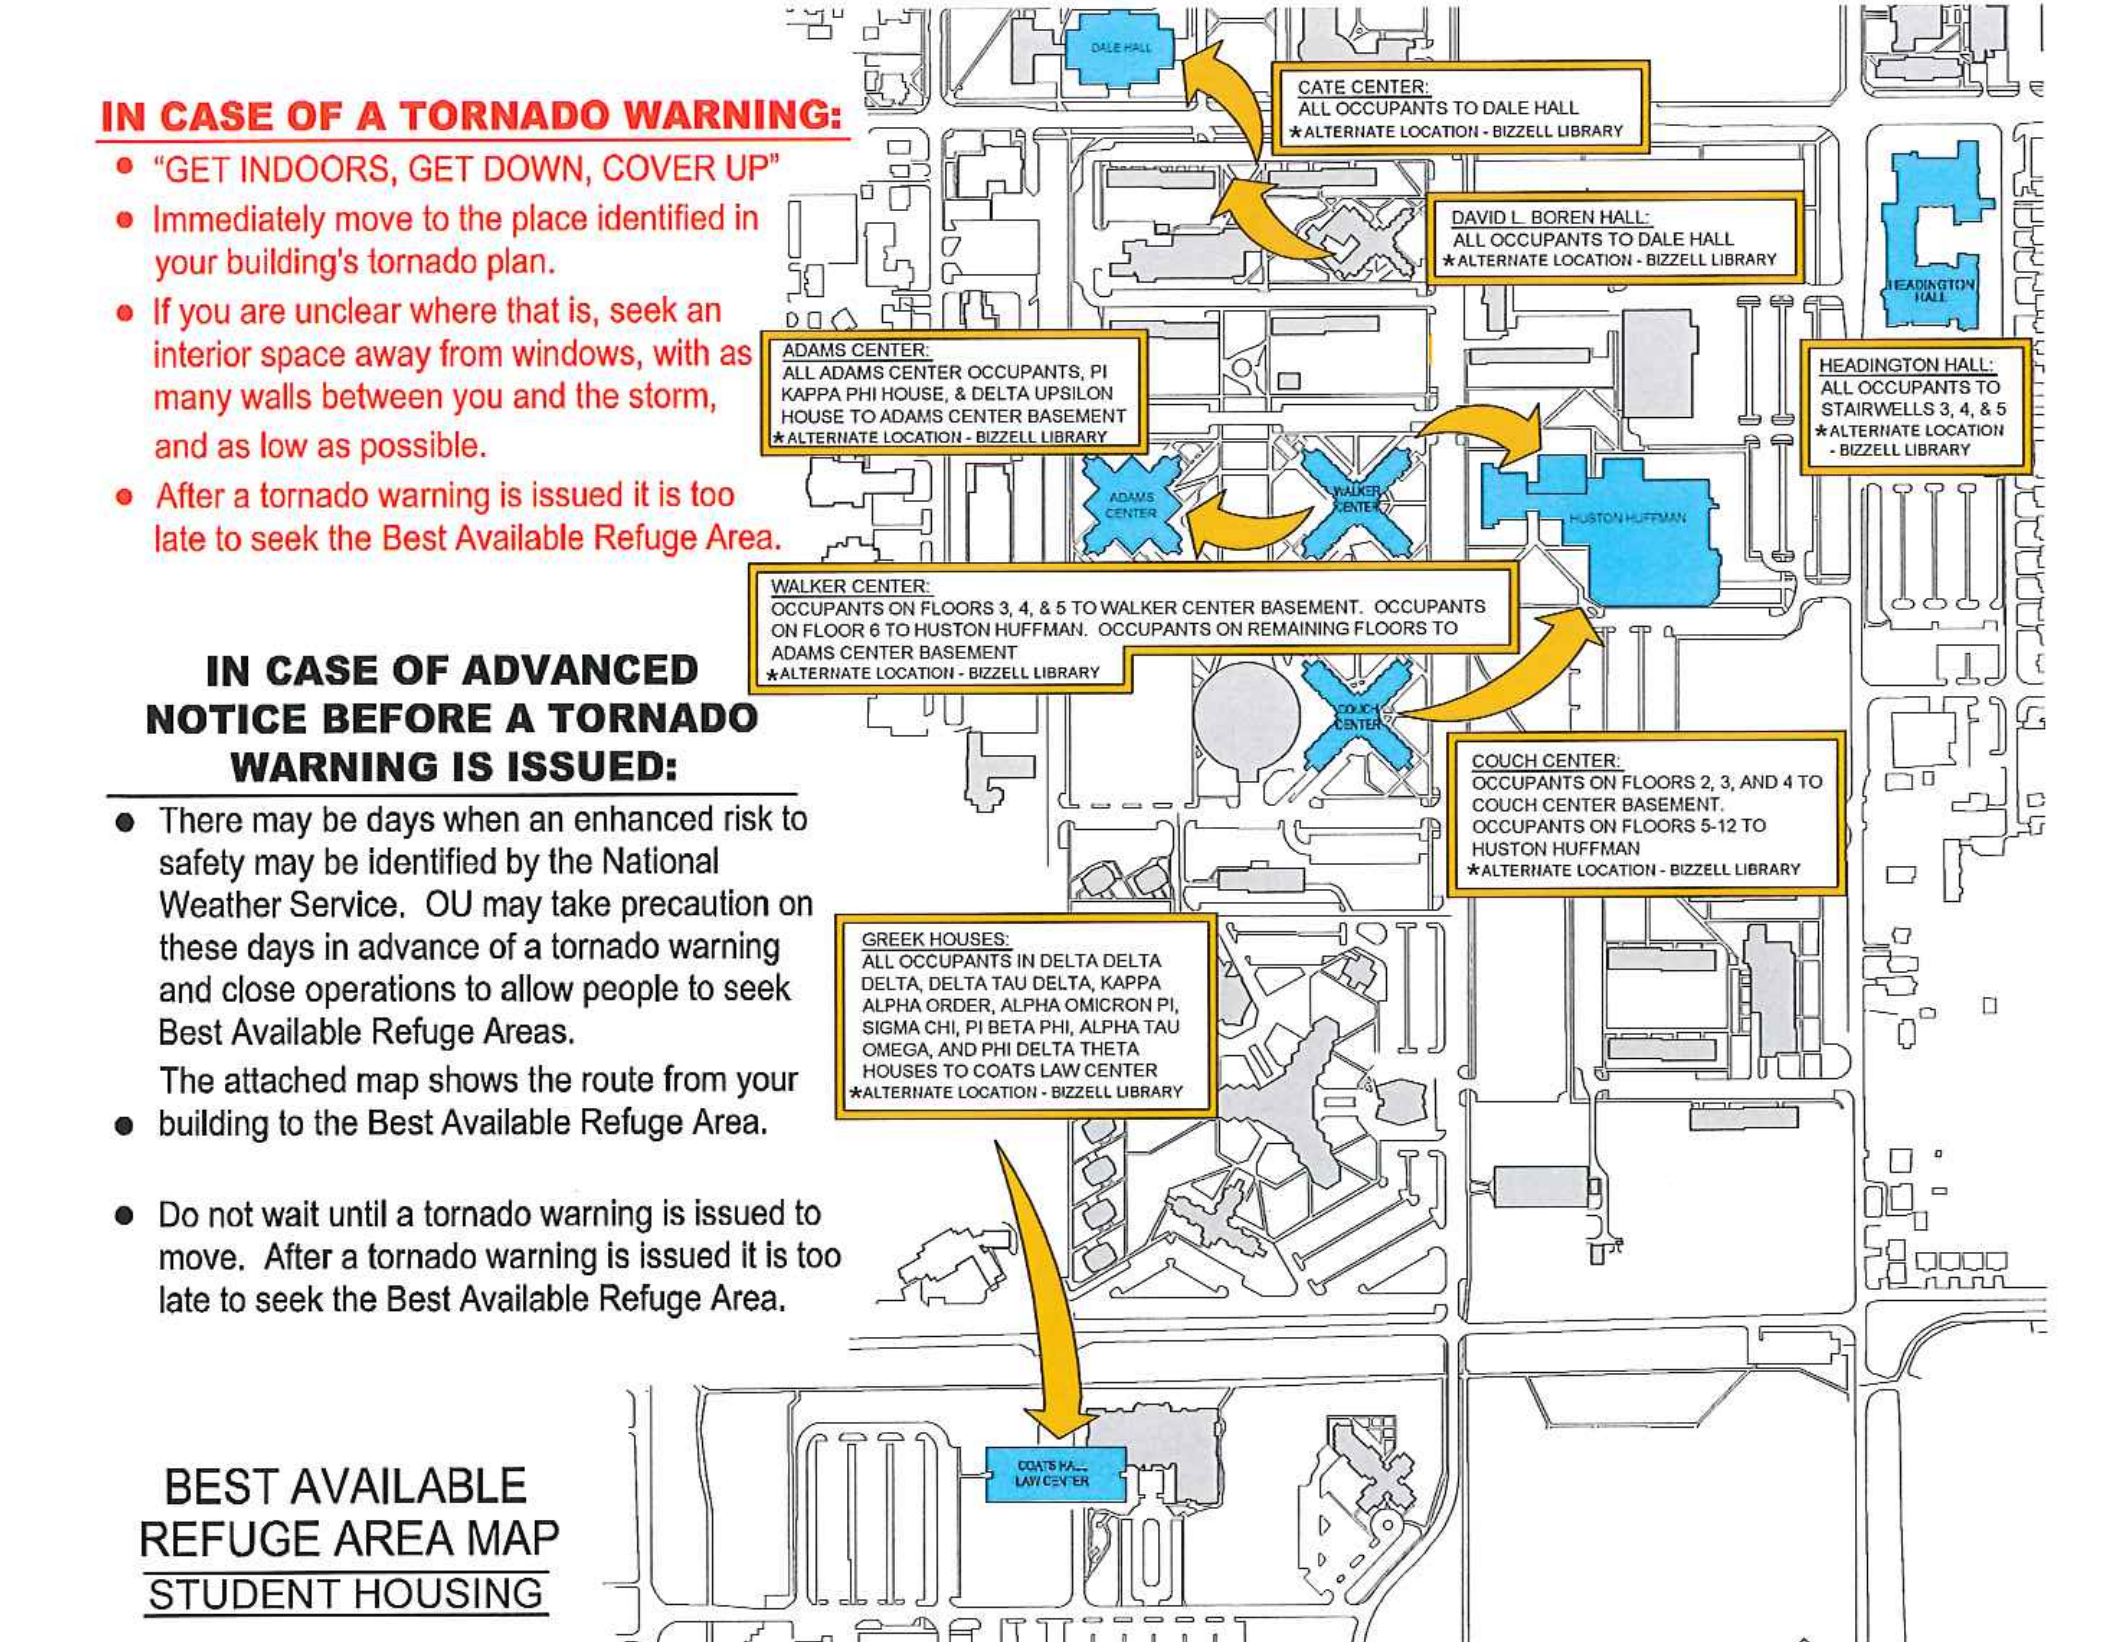 IN CASE OF A TORNADO WARNING:
• “GET INDOORS, GET DOWN, COVER UP”
• Immediately move to the place identified in
your building's tornado plan.
• If you are unclear where that is, seek an
interior space away from windows, with as
many walls between you and the storm,
and as low as possible.
• After a tornado warning is issued it is too
late to seek the Best Available Refuge Area.
IN CASE OF ADVANCED
NOTICE BEFORE A TORNADO
WARNING IS ISSUED:
• There may be days when an enhanced risk to
safety may be identified by the National
Weather Service. OU may take precaution on
these days in advance of a tornado warning
and close operations to allow people to seek
Best Available Refuge Areas.
The attached map shows the route from your
• building to the Best Available Refuge Area.
• Do not wait until a tornado warning is issued to
move. After a tornado warning is issued it is too
late to seek the Best Available Refuge Area.
BEST AVAILABLE
REFUGE AREA MAP
STUDENT HOUSING
DALE HALL
CATE CENTER:
ALL OCCUPANTS TO DALE HALL
*ALTERNATE LOCATION - BIZZELL LIBRARY
DAVID L. BOREN HALL:
ALL OCCUPANTS TO DALE HALL
*ALTERNATE LOCATION - BIZZELL LIBRARY
HEADINGTON
HALL
HEADINGTON HALL:
ALL OCCUPANTS TO
STAIRWELLS 3, 4, & 5
*ALTERNATE LOCATION
- BIZZELL LIBRARY
ADAMS CENTER:
ALL ADAMS CENTER OCCUPANTS, PI
KAPPA PHI HOUSE, & DELTA UPSILON
HOUSE TO ADAMS CENTER BASEMENT
*ALTERNATE LOCATION - BIZZELL LIBRARY
ADAMS
CENTER
WALKER
CENTER
HUSTON HUFFMAN
WALKER CENTER:
OCCUPANTS ON FLOORS 3, 4, & 5 TO WALKER CENTER BASEMENT. OCCUPANTS
ON FLOOR 6 TO HUSTON HUFFMAN. OCCUPANTS ON REMAINING FLOORS TO
ADAMS CENTER BASEMENT
*ALTERNATE LOCATION - BIZZELL LIBRARY
COUCH
CENTER
COUCH CENTER:
OCCUPANTS ON FLOORS 2, 3, AND 4 TO
COUCH CENTER BASEMENT.
OCCUPANTS ON FLOORS 5-12 TO
HUSTON HUFFMAN
*ALTERNATE LOCATION - BIZZELL LIBRARY
GREEK HOUSES:
ALL OCCUPANTS IN DELTA DELTA
DELTA, DELTA TAU DELTA, KAPPA
ALPHA ORDER, ALPHA OMICRON PI,
SIGMA CHI, PI BETA PHI, ALPHA TAU
OMEGA, AND PHI DELTA THETA
HOUSES TO COATS LAW CENTER
*ALTERNATE LOCATION - BIZZELL LIBRARY
COATS HALL
LAW CENTER